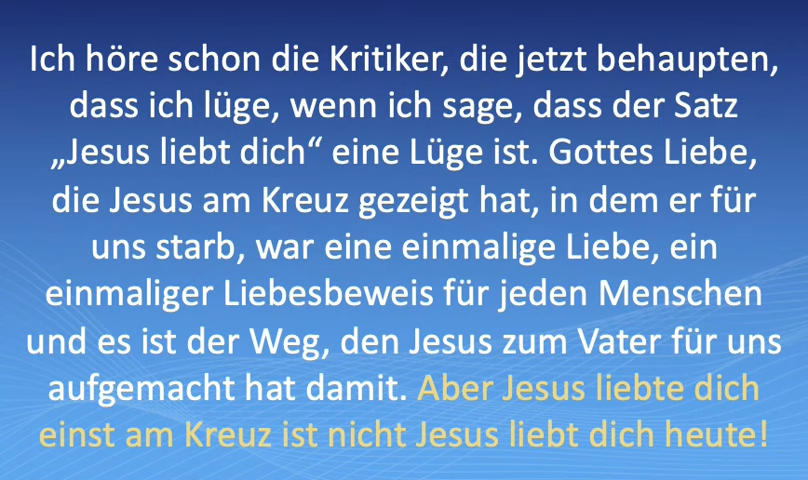 Ich höre schon die Kritiker, die jetzt behaupten,
dass ich lüge, wenn ich sage, dass der Satz
„Jesus liebt dich“ eine Lüge ist. Gottes Liebe,
die Jesus am Kreuz gezeigt hat, in dem er für
uns starb, war eine einmalige Liebe, ein
einmaliger Liebesbeweis für jeden Menschen
und es ist der Weg, den Jesus zum Vater für uns
aufgemacht hat damit. Aber Jesus liebte dich
einst am Kreuz ist nicht Jesus liebt dich heute!